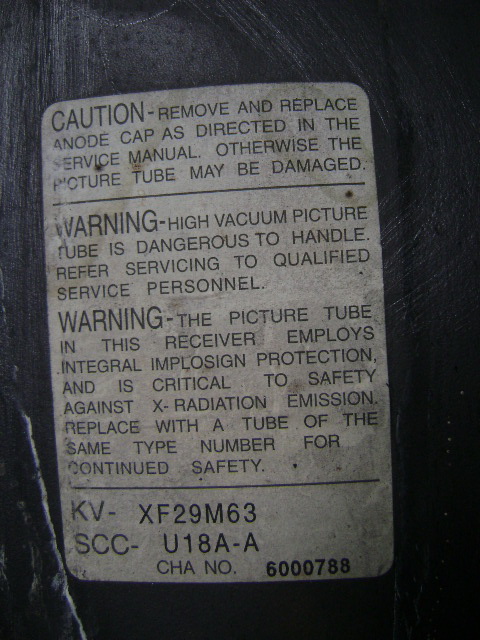 CAUTION-REMOVE AND REPLACE
ANODE CAP AS DIRECTED IN THE
SERVICE MANUAL. OTHERWISE THE
PICTURE TUBE MAY BE DAMAGED.
WARNING-HIGH VACUUM PICTURE
TUBE IS DANGEROUS TO HANDLE.
REFER SERVICING TO QUALIFIED
SERVICE PERSONNEL.
WARNING-THE PICTURE TUBE
IN THIS RECEIVER EMPLOYS
INTEGRAL IMPLOSIGN PROTECTION,
AND IS CRITICAL TO SAFETY
AGAINST X-RADIATION EMISSION.
REPLACE WITH A TUBE OF THE
SAME TYPE NUMBER FOR
CONTINUED SAFETY.
KV- XF29M63
SCC- U18A-A
CHA NO. 6000788